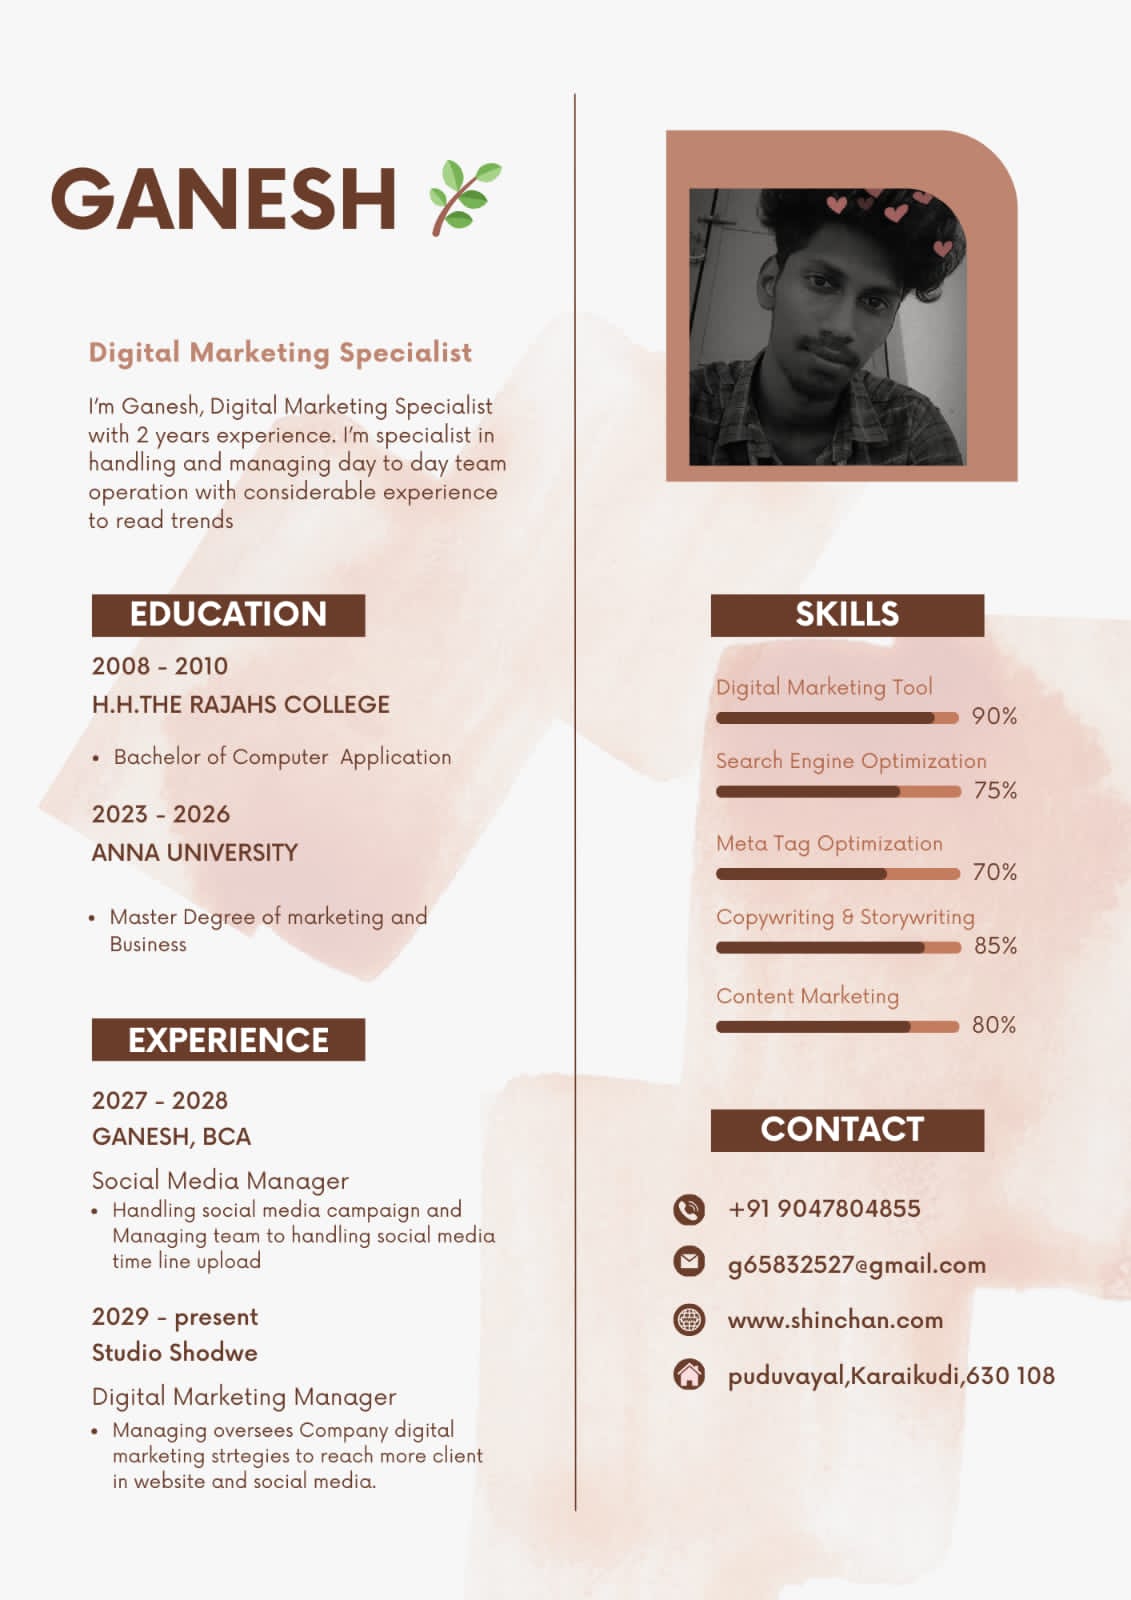 GANESH
Digital Marketing Specialist
I'm Ganesh, Digital Marketing Specialist
with 2 years experience. I'm specialist in
handling and managing day to day team
operation with considerable experience
to read trends
EDUCATION
2008 - 2010
H.H.THE RAJAHS COLLEGE
• Bachelor of Computer  Application
2023 - 2026
ANNA UNIVERSITY
• Master Degree of marketing and
Business
EXPERIENCE
2027 - 2028
GANESH, BCA
Social Media Manager
• Handling social media campaign and
Managing team to handling social media
time line upload
2029 - present
Studio Shodwe
Digital Marketing Manager
• Managing oversees Company digital
marketing strtegies to reach more client
in website and social media.
SKILLS
Digital Marketing Tool
90%
Search Engine Optimization
75%
Meta Tag Optimization
70%
Copywriting & Storywriting
85%
Content Marketing
80%
CONTACT
+91 9047804855
g65832527@gmail.com
www.shinchan.com
puduvayal,Karaikudi,630 108